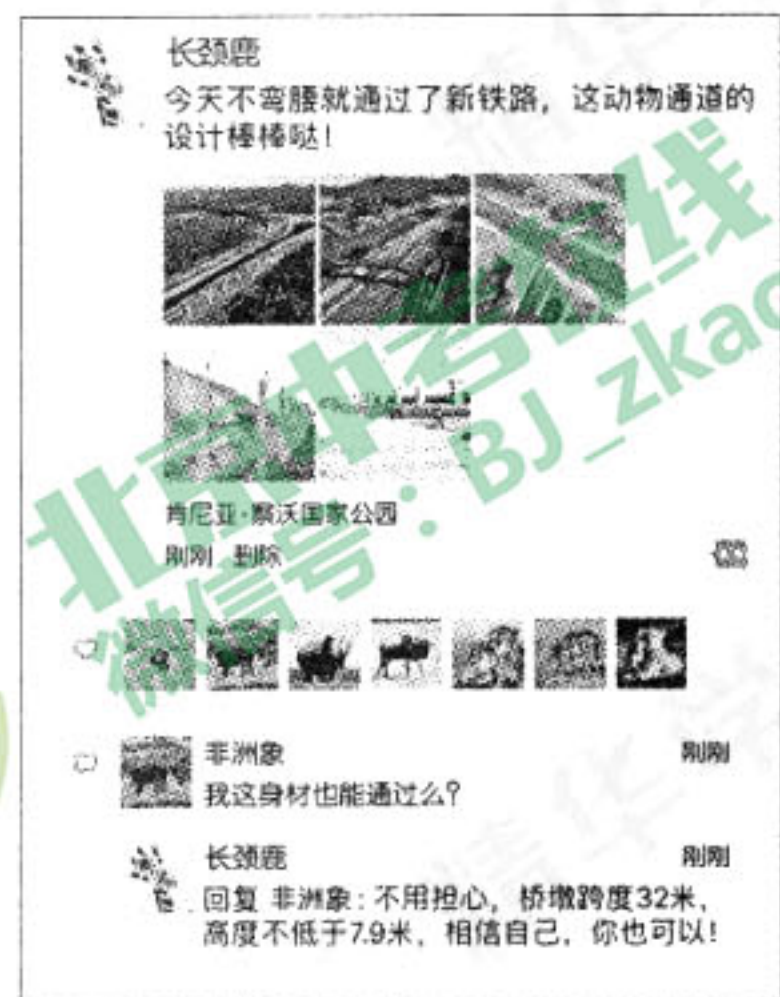 长颈鹿
今天不弯腰就通过了新铁路，这动物通道的
设计棒棒哒！
肯尼亚·察沃国家公园
刚刚 删除
非洲象
刚刚
我这身材也能通过么？
长颈鹿
刚刚
回复 非洲象：不用担心，桥墩跨度32米，
高度不低于7.9米，相信自己，你也可以！
北京中考在线
微信号：BJ_zkao